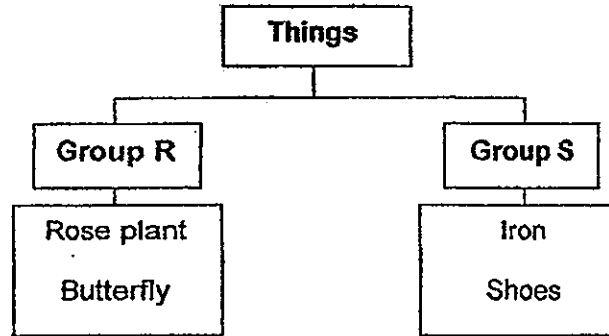 Things
Group R
Group S
Rose plant
Butterfly
Iron
Shoes